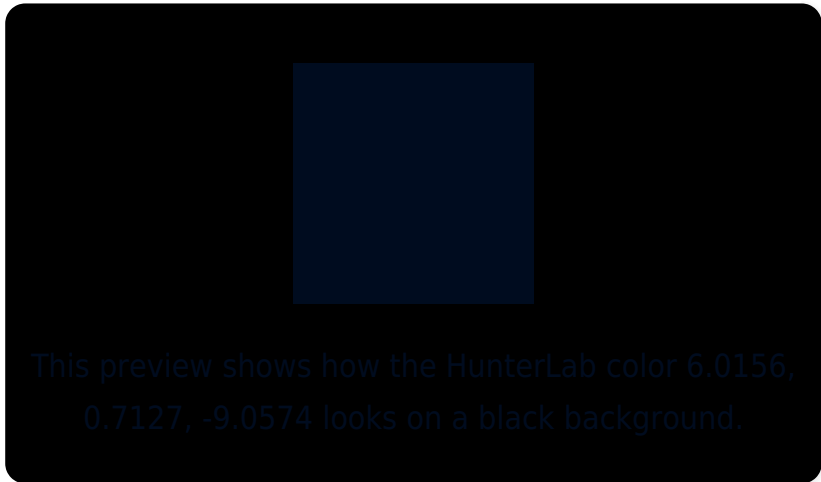 This preview shows how the HunterLab color 6.0156,
0.7127, -9.0574 looks on a black background.